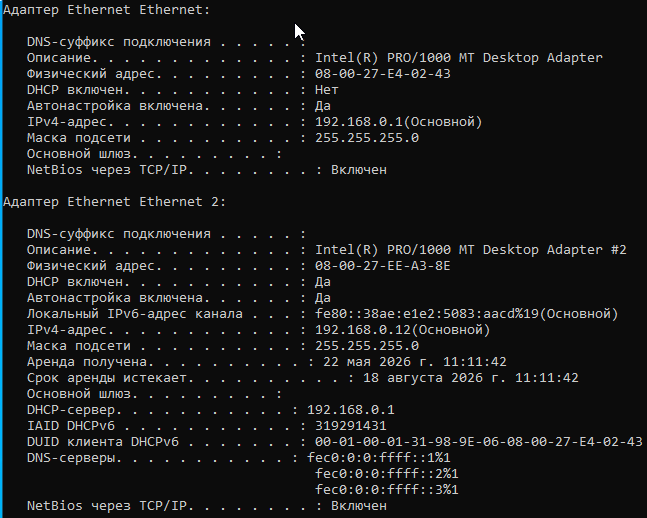 Адаптер Ethernet Ethernet:
DNS-суффикс подключения . . . . . :
Описание. . . . . . . . . . . . . : Intel(R) PRO/1000 MT Desktop Adapter
Физический адрес. . . . . . . . . : 08-00-27-E4-02-43
DHCP включен. . . . . . . . . . . : Нет
Автонастройка включена. . . . . . : Да
IPv4-адрес. . . . . . . . . . . . : 192.168.0.1(Основной)
Маска подсети . . . . . . . . . . : 255.255.255.0
Основной шлюз. . . . . . . . . :
NetBios через TCP/IP. . . . . . . . : Включен
Адаптер Ethernet Ethernet 2:
DNS-суффикс подключения . . . . . :
Описание. . . . . . . . . . . . . : Intel(R) PRO/1000 MT Desktop Adapter #2
Физический адрес. . . . . . . . . : 08-00-27-EE-A3-8E
DHCP включен. . . . . . . . . . . : Да
Автонастройка включена. . . . . . : Да
Локальный IPv6-адрес канала . . . : fe80::38ae:e1e2:5083:aacd%19(Основной)
IPv4-адрес. . . . . . . . . . . . : 192.168.0.12(Основной)
Маска подсети . . . . . . . . . . : 255.255.255.0
Аренда получена. . . . . . . . . . : 22 мая 2026 г. 11:11:42
Срок аренды истекает. . . . . . . . . . : 18 августа 2026 г. 11:11:42
Основной шлюз. . . . . . . . . :
DHCP-сервер. . . . . . . . . . . : 192.168.0.1
IAID DHCPv6 . . . . . . . . . . . : 319291431
DUID клиента DHCPv6 . . . . . . . : 00-01-00-01-31-98-9E-06-08-00-27-E4-02-43
DNS-серверы. . . . . . . . . . . : fec0:0:0:ffff::1%1
fec0:0:0:ffff::2%1
fec0:0:0:ffff::3%1
NetBios через TCP/IP. . . . . . . . : Включен